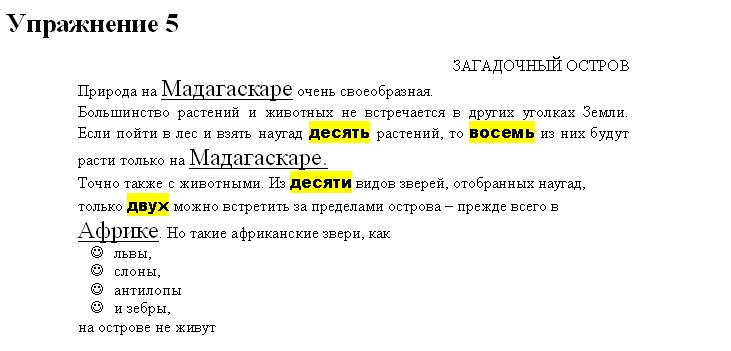 Упражнение 5
ЗАГАДОЧНЫЙ ОСТРОВ
Природа на Мадагаскаре очень своеобразная.
Большинство растений и животных не встречается в других уголках Земли.
Если пойти в лес и взять наугад десять растений, то восемь из них будут
расти только на Мадагаскаре.
Точно также с животными. Из десяти видов зверей, отобранных наугад,
только двух можно встретить за пределами острова – прежде всего в
Африке. Но такие африканские звери, как
☺ львы,
☺ слоны,
☺ антилопы
☺ и зебры,
на острове не живут